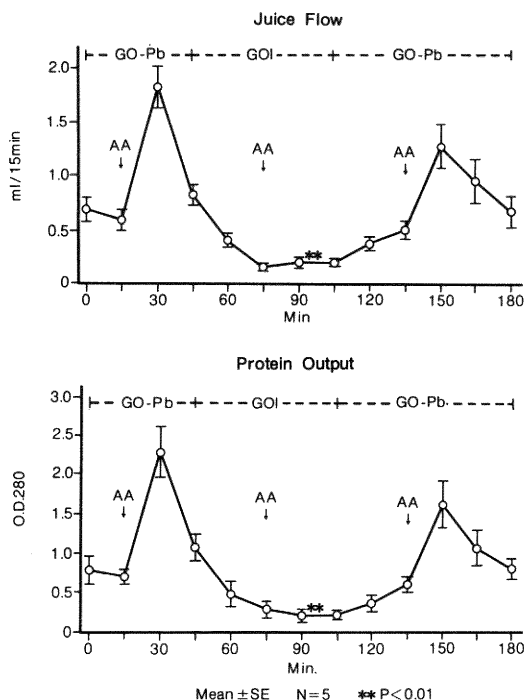 Juice Flow
GO-Pb GOI GO-Pb
2.0
1.5
1.0
0.5
0
ml/15min
AA AA AA
**
0 30 60 90 120 150 180
Min
Protein Output
GO-Pb GOI GO-Pb.
3.0
2.5
2.0
1.5
1.0
0.5
0
O.D.280
AA AA AA
**
0 30 60 90 120 150 180
Min.
Mean ±SE N=5 ** P<0.01